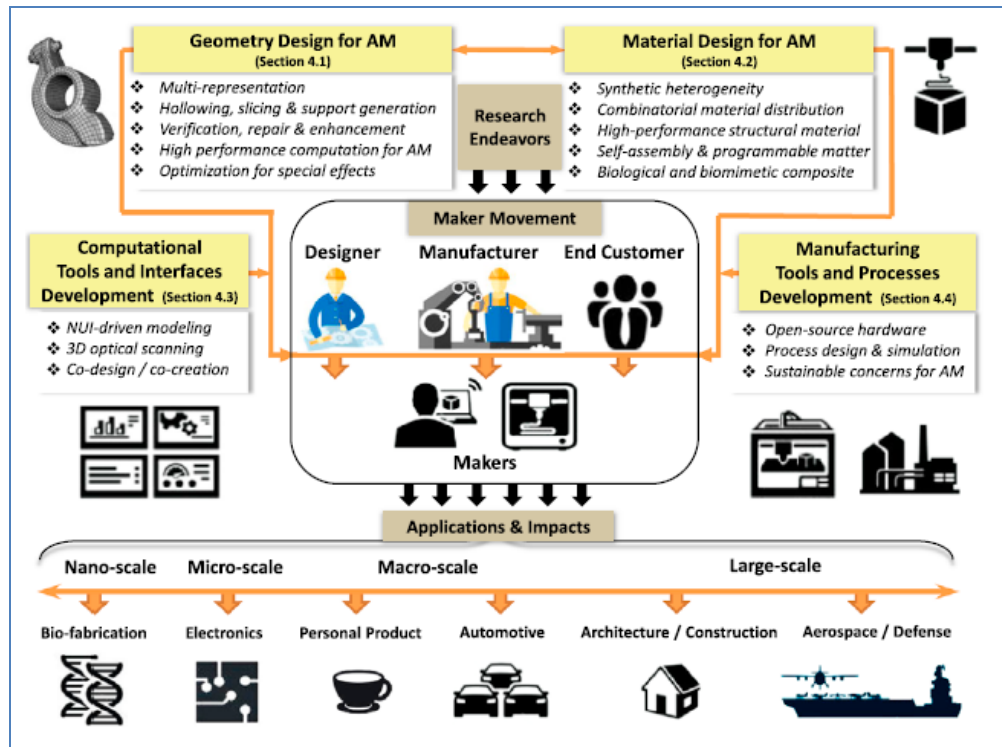 Geometry Design for AM
(Section 4.1)
❖ Multi-representation
❖ Hollowing, slicing & support generation
❖ Verification, repair & enhancement
❖ High performance computation for AM
❖ Optimization for special effects
Material Design for AM
(Section 4.2)
❖ Synthetic heterogeneity
❖ Combinatorial material distribution
❖ High-performance structural material
❖ Self-assembly & programmable matter
❖ Biological and biomimetic composite
Research
Endeavors
Maker Movement
Designer
Manufacturer
End Customer
Computational
Tools and Interfaces
Development (Section 4.3)
❖ NUI-driven modeling
❖ 3D optical scanning
❖ Co-design / co-creation
Manufacturing
Tools and Processes
Development (Section 4.4)
❖ Open-source hardware
❖ Process design & simulation
❖ Sustainable concerns for AM
Makers
Applications & Impacts
Nano-scale
Micro-scale
Macro-scale
Large-scale
Bio-fabrication
Electronics
Personal Product
Automotive
Architecture / Construction
Aerospace / Defense